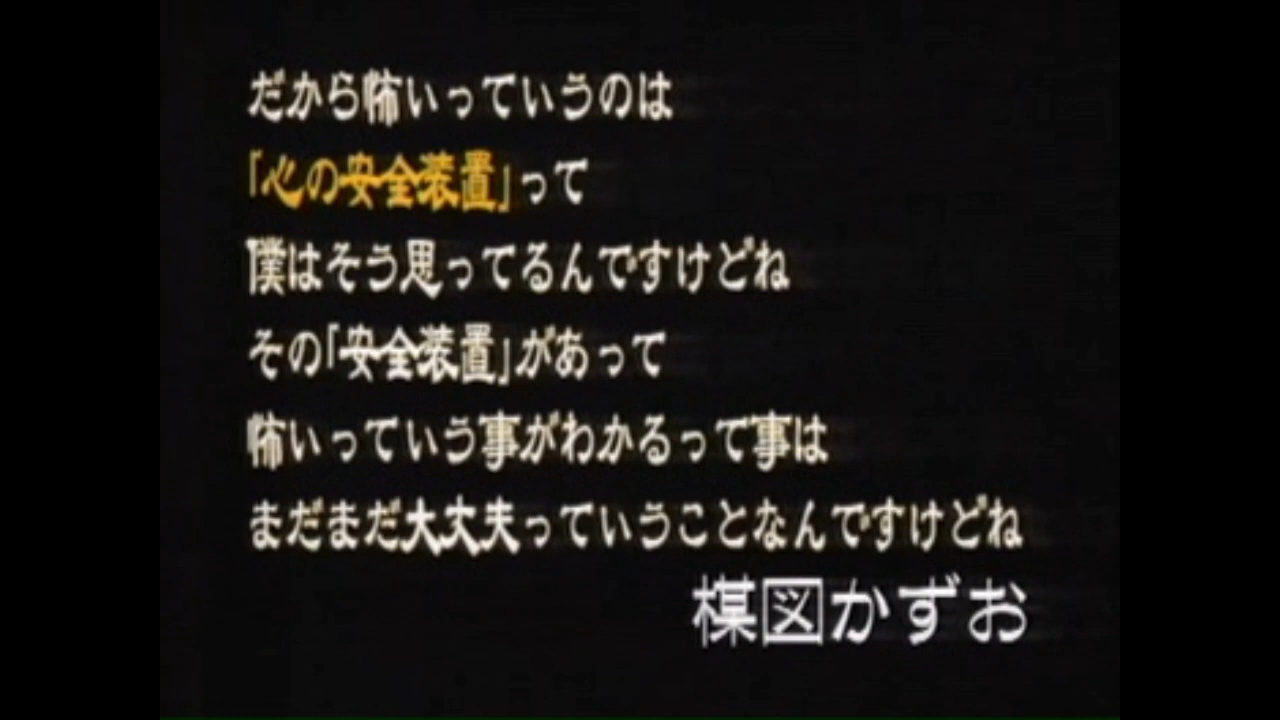 だから怖いっていうのは
「心の安全装置」って
僕はそう思ってるんですけどね
その「安全装置」があって
怖いっていう事がわかるって事は
まだまだ大丈夫っていうことなんですけどね
楳図かずお